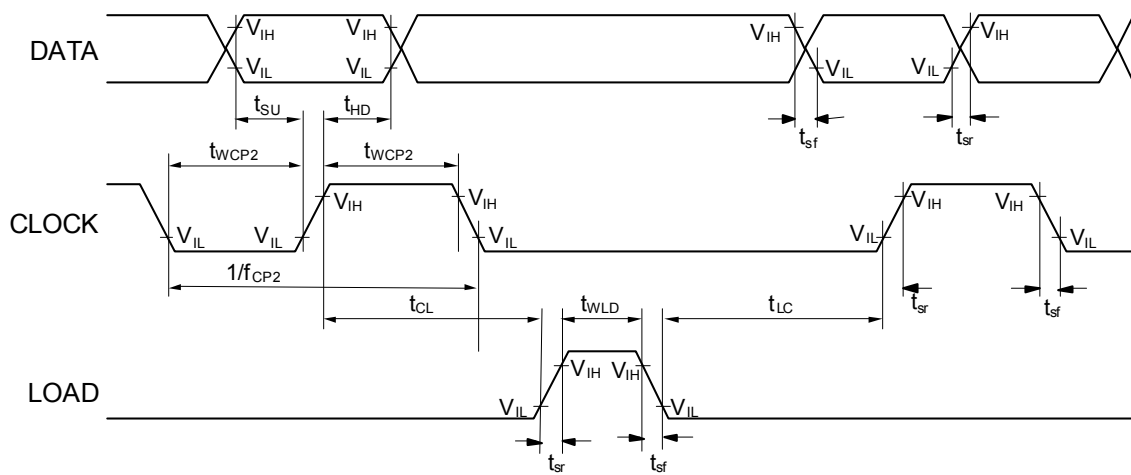 DATA
VIH VIH VIH VIH
VIL VIL VIL VIL
tSU tHD
tsf tsr
tWCP2 tWCP2
CLOCK
VIH VIH VIH VIH
VIL VIL VIL VIL VIL
1/fCP2
tCL tWLD tLC
tsr tsf
LOAD
VIH VIH
VIL VIL
tsr tsf